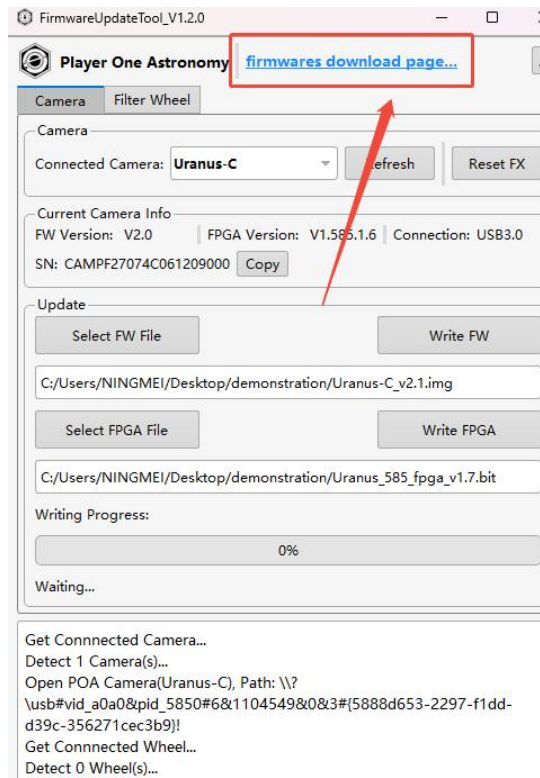 FirmwareUpdateTool_V1.2.0
Player One Astronomy firmwares download page...
Camera Filter Wheel
Camera
Connected Camera: Uranus-C Refresh Reset FX
Current Camera Info
FW Version: V2.0 FPGA Version: V1.585.1.6 Connection: USB3.0
SN: CAMPF27074C061209000 Copy
Update
Select FW File Write FW
C:/Users/NINGMEI/Desktop/demonstration/Uranus-C_v2.1.img
Select FPGA File Write FPGA
C:/Users/NINGMEI/Desktop/demonstration/Uranus_585_fpga_v1.7.bit
Writing Progress:
0%
Waiting...
Get Connnected Camera...
Detect 1 Camera(s)...
Open POA Camera(Uranus-C), Path: \\?
\usb#vid_a0a0&pid_5850#6&1104549&0&3#{5888d653-2297-f1dd-
d39c-356271cec3b9}!
Get Connnected Wheel...
Detect 0 Wheel(s)...